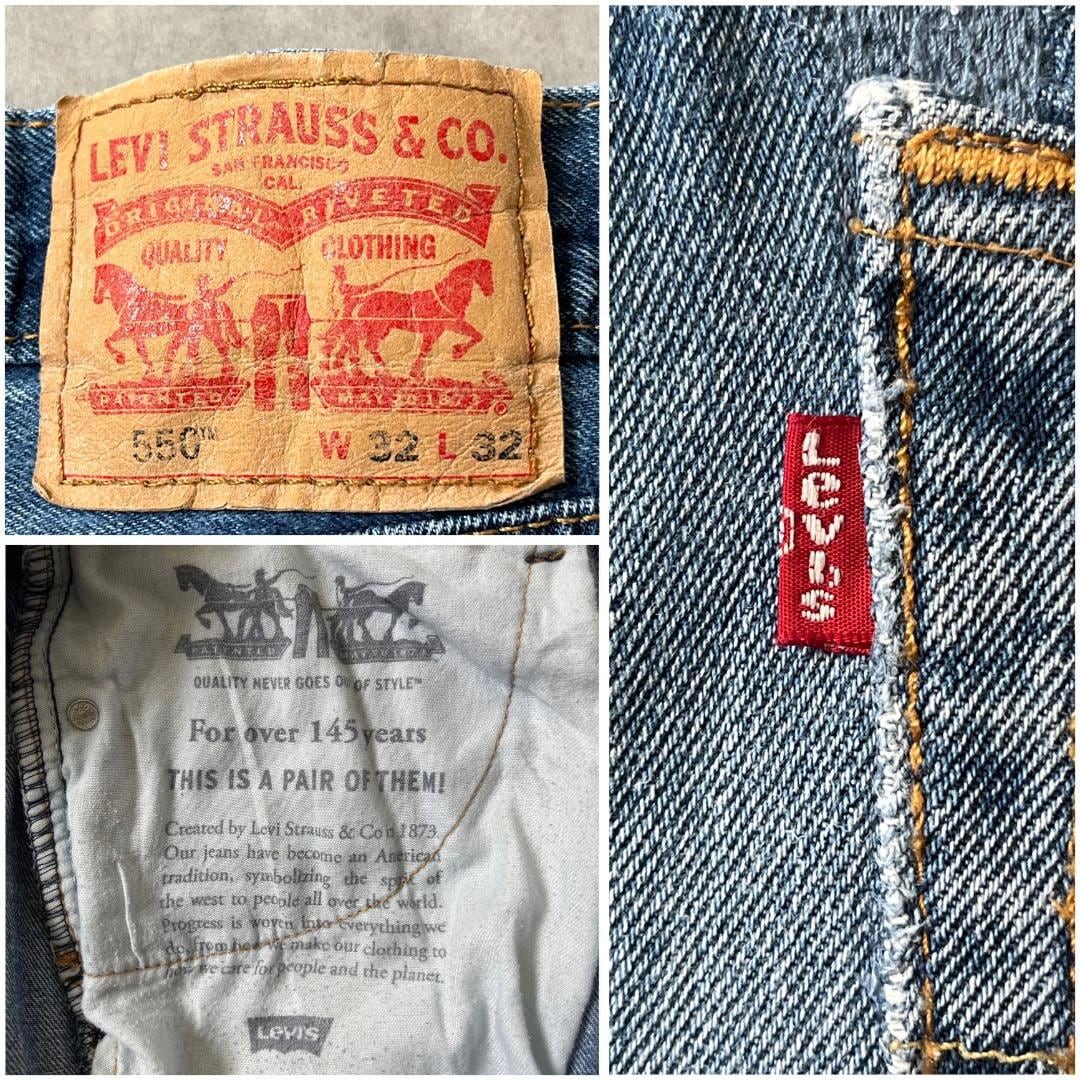 LEVI STRAUSS & CO.
SAN FRANCISCO
CAL.
ORIGINAL RIVETED
QUALITY CLOTHING
PATENTED MAY 20 1873
®
550™ W 32 L 32
LEVI'S
PATENTED
QUALITY NEVER GOES OUT OF STYLE™
For over 145 years
THIS IS A PAIR OF THEM!
Created by Levi Strauss & Co in 1873.
Our jeans have become an American
tradition, symbolizing the spirit of
the west to people all over the world.
Progress is woven into everything we
do, from how we make our clothing to
how we care for people and the planet.
LEVI'S